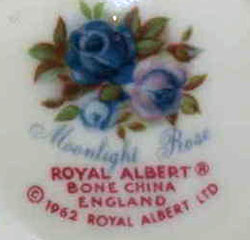 Moonlight Rose
ROYAL ALBERT®
BONE CHINA
ENGLAND
© 1962 ROYAL ALBERT LTD